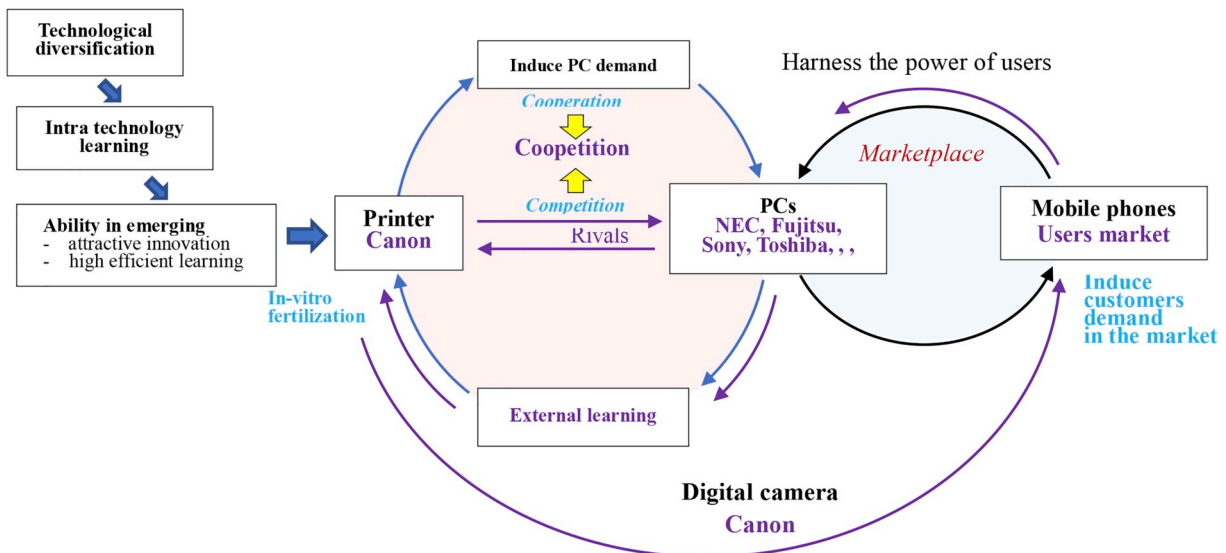 Technological
diversification
Intra technology
learning
Ability in emerging
- attractive innovation
- high efficient learning
In-vitro
fertilization
Printer
Canon
Induce PC demand
Cooperation
Coopetition
Competition
Rivals
External learning
PCs
NEC, Fujitsu,
Sony, Toshiba, , ,
Harness the power of users
Marketplace
Mobile phones
Users market
Induce
customers
demand
in the market
Digital camera
Canon